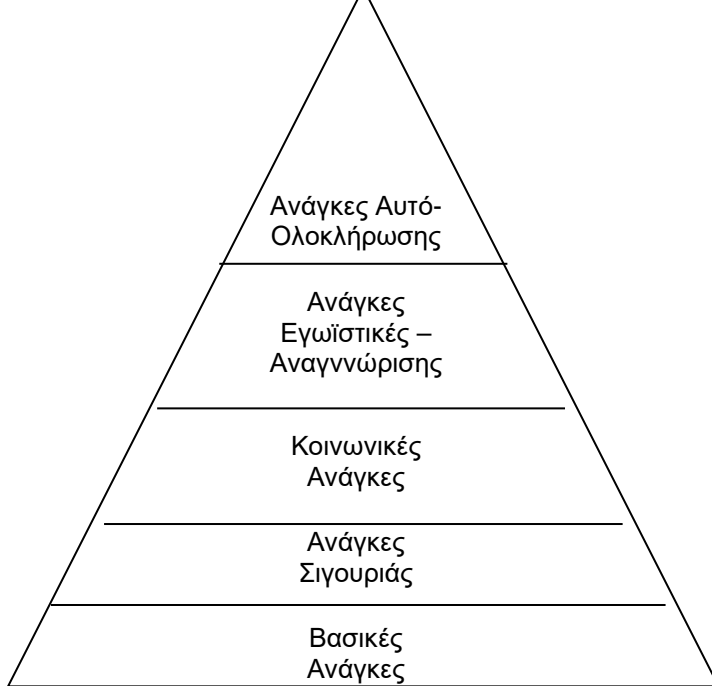 Ανάγκες Αυτό-
Ολοκλήρωσης
Ανάγκες
Εγωϊστικές –
Αναγννώρισης
Κοινωνικές
Ανάγκες
Ανάγκες
Σιγουριάς
Βασικές
Ανάγκες